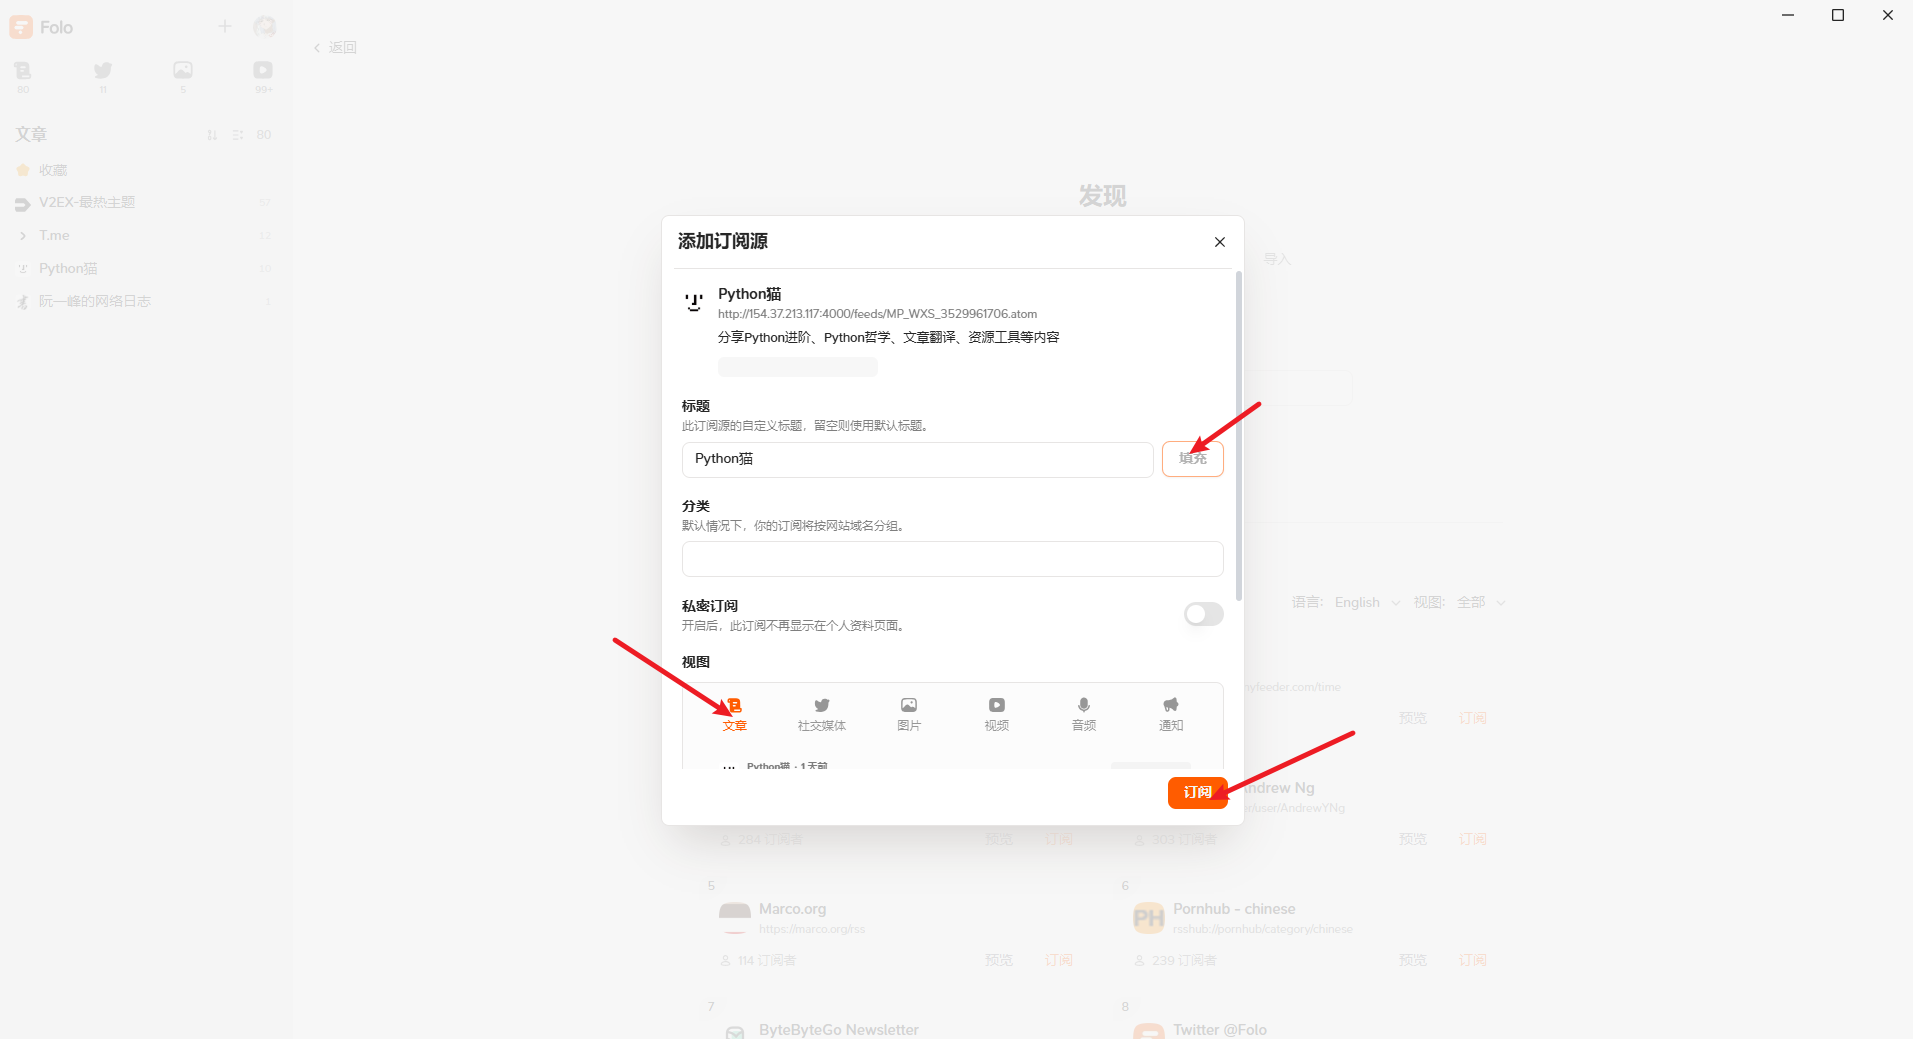 Folo
返回
80
11
5
99+
文章
80
收藏
V2EX-最热主题
57
T.me
12
Python猫
10
阮一峰的网络日志
1
发现
导入
添加订阅源
Python猫
http://154.37.213.117:4000/feeds/MP_WXS_3529961706.atom
分享Python进阶、Python哲学、文章翻译、资源工具等内容
标题
此订阅源的自定义标题，留空则使用默认标题。
Python猫
填充
分类
默认情况下，你的订阅将按网站域名分组。
私密订阅
开启后，此订阅不再显示在个人资料页面。
视图
文章
社交媒体
图片
视频
音频
通知
Python猫 · 1 天前
订阅
语言: English 视图: 全部
nyfeeder.com/time
预览 订阅
ndrew Ng
r/user/AndrewYNg
284 订阅者 预览 订阅
303 订阅者 预览 订阅
5
Marco.org
https://marco.org/rss
114 订阅者 预览 订阅
6
PH
Pornhub - chinese
rsshub://pornhub/category/chinese
239 订阅者 预览 订阅
7
ByteByteGo Newsletter
8
Twitter @Folo